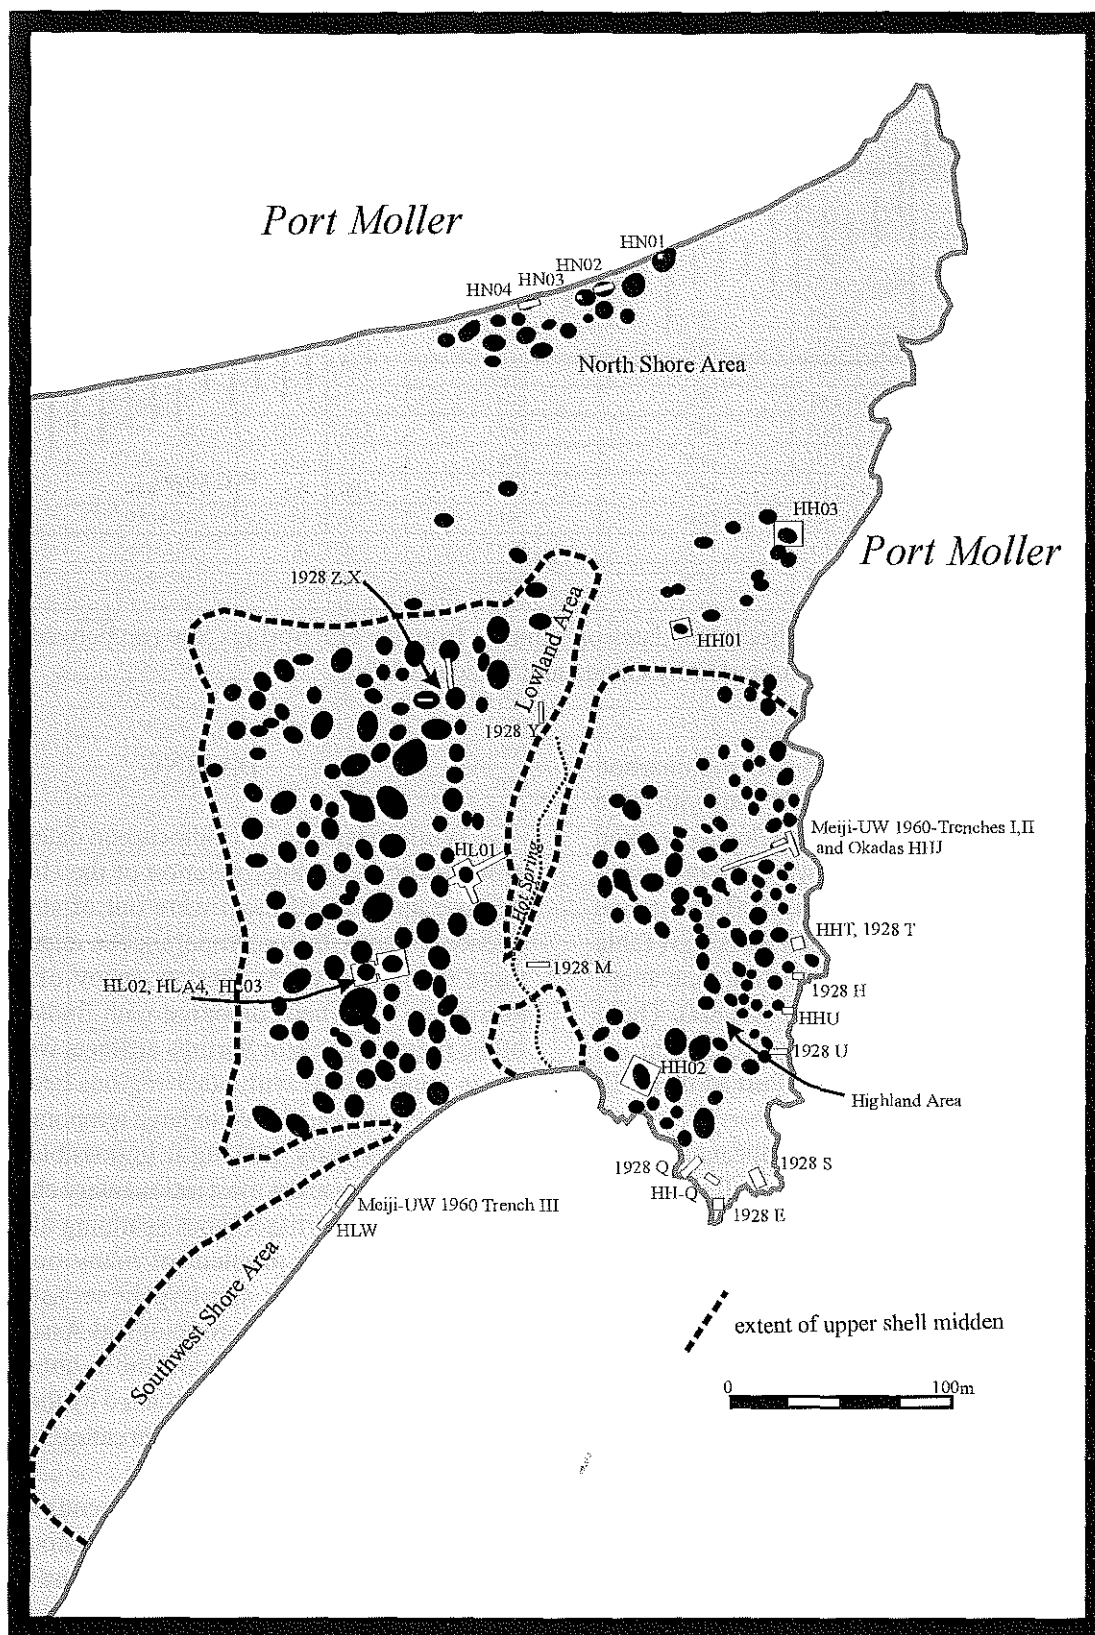 Port Moller
HN01
HN02
HN03
HN04
North Shore Area
HH03
Port Moller
1928 Z,X
Lowland Area
HH01
1928 Y
Meiji-UW 1960-Trenches I,II
and Okadas HHJ
HL01
Hot Spring
HHT, 1928 T
1928 M
HL02, HLA4, HL03
1928 H
HHU
1928 U
HH02
Highland Area
1928 Q
1928 S
HH-Q
1928 E
Meiji-UW 1960 Trench III
HLW
Southwest Shore Area
extent of upper shell midden
0 100m